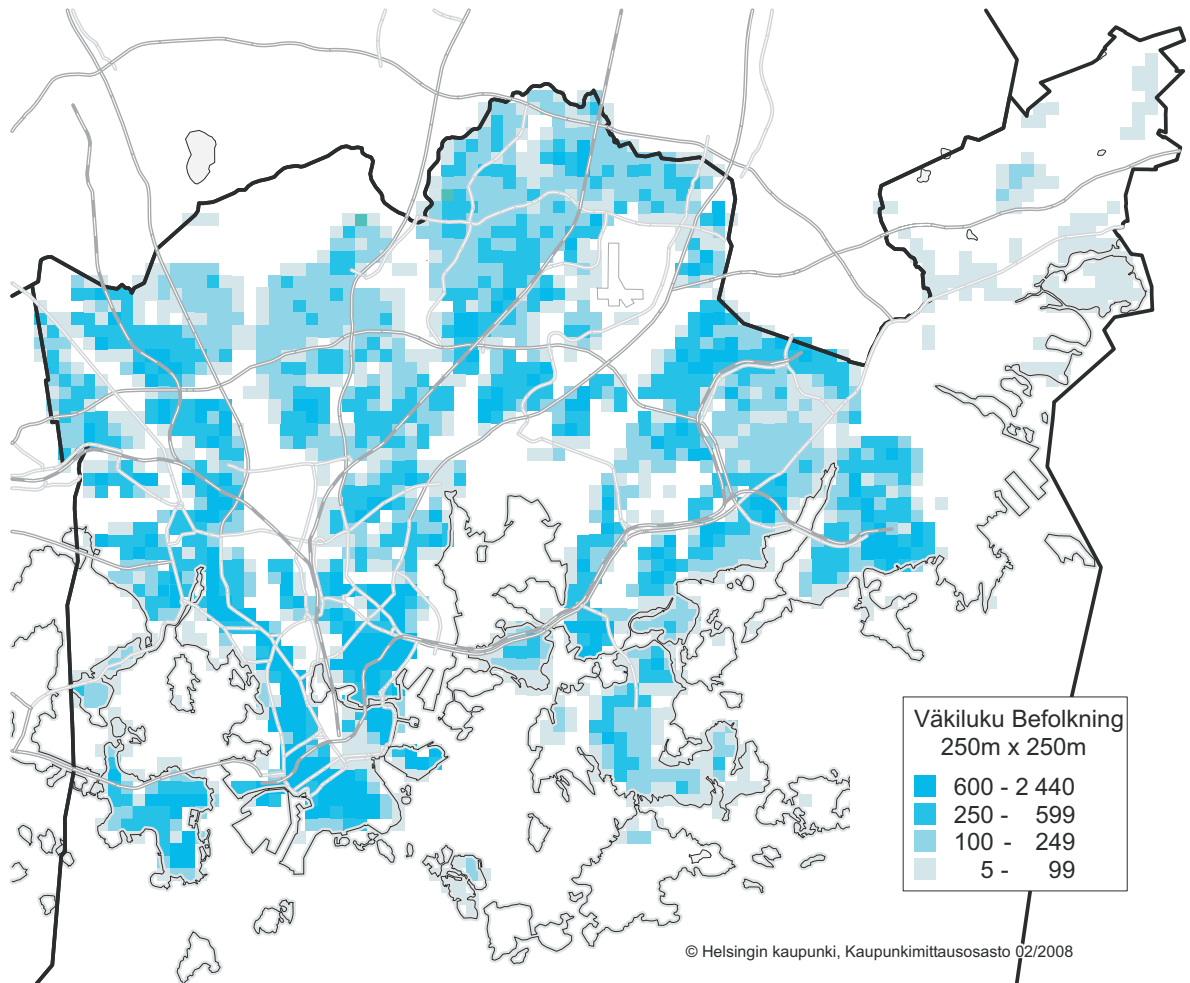 Väkiluku Befolkning
250m x 250m
600 - 2 440
250 - 599
100 - 249
5 - 99
© Helsingin kaupunki, Kaupunkimittausosasto 02/2008